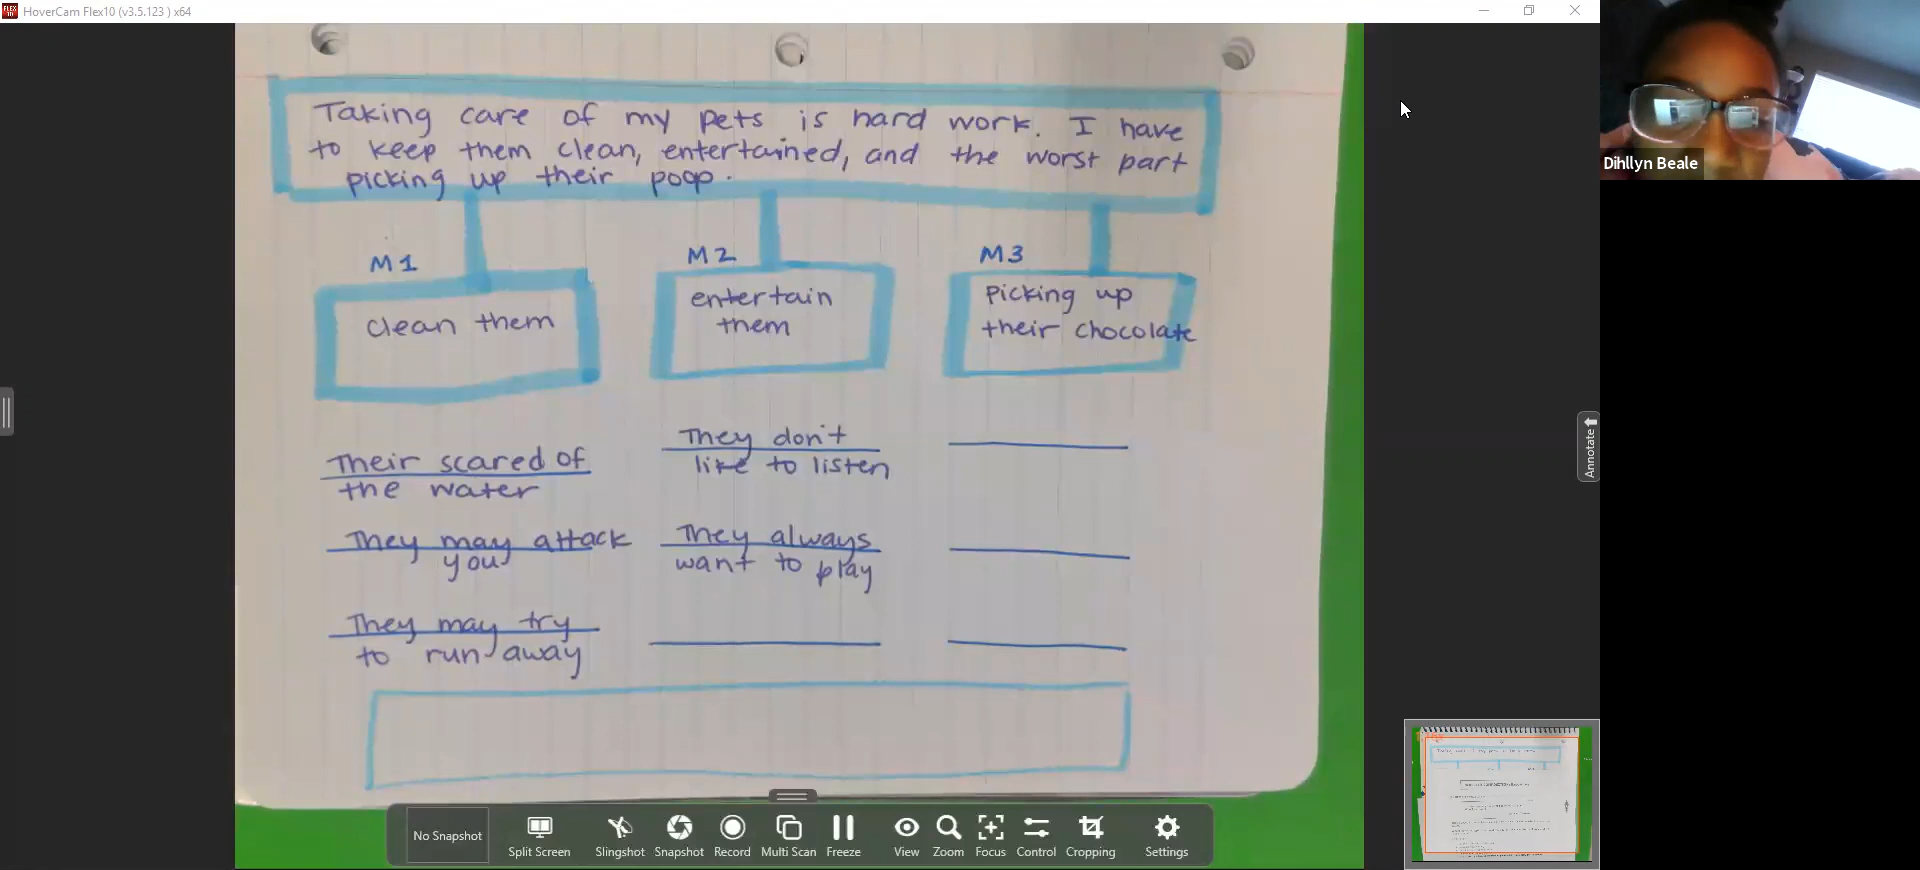 HoverCam Flex10 (v3.5.123) x64
Taking care of my pets is hard work. I have
to keep them clean, entertained, and the worst part
picking up their poop.
M1
clean them
M2
entertain
them
M3
Picking up
their chocolate
Their scared of
the water
They may attack
you
They may try
to run away
They don't
like to listen
They always
want to play
Dihllyn Beale
Annotate
No Snapshot
Split Screen
Slingshot
Snapshot
Record
Multi Scan
Freeze
View
Zoom
Focus
Control
Cropping
Settings